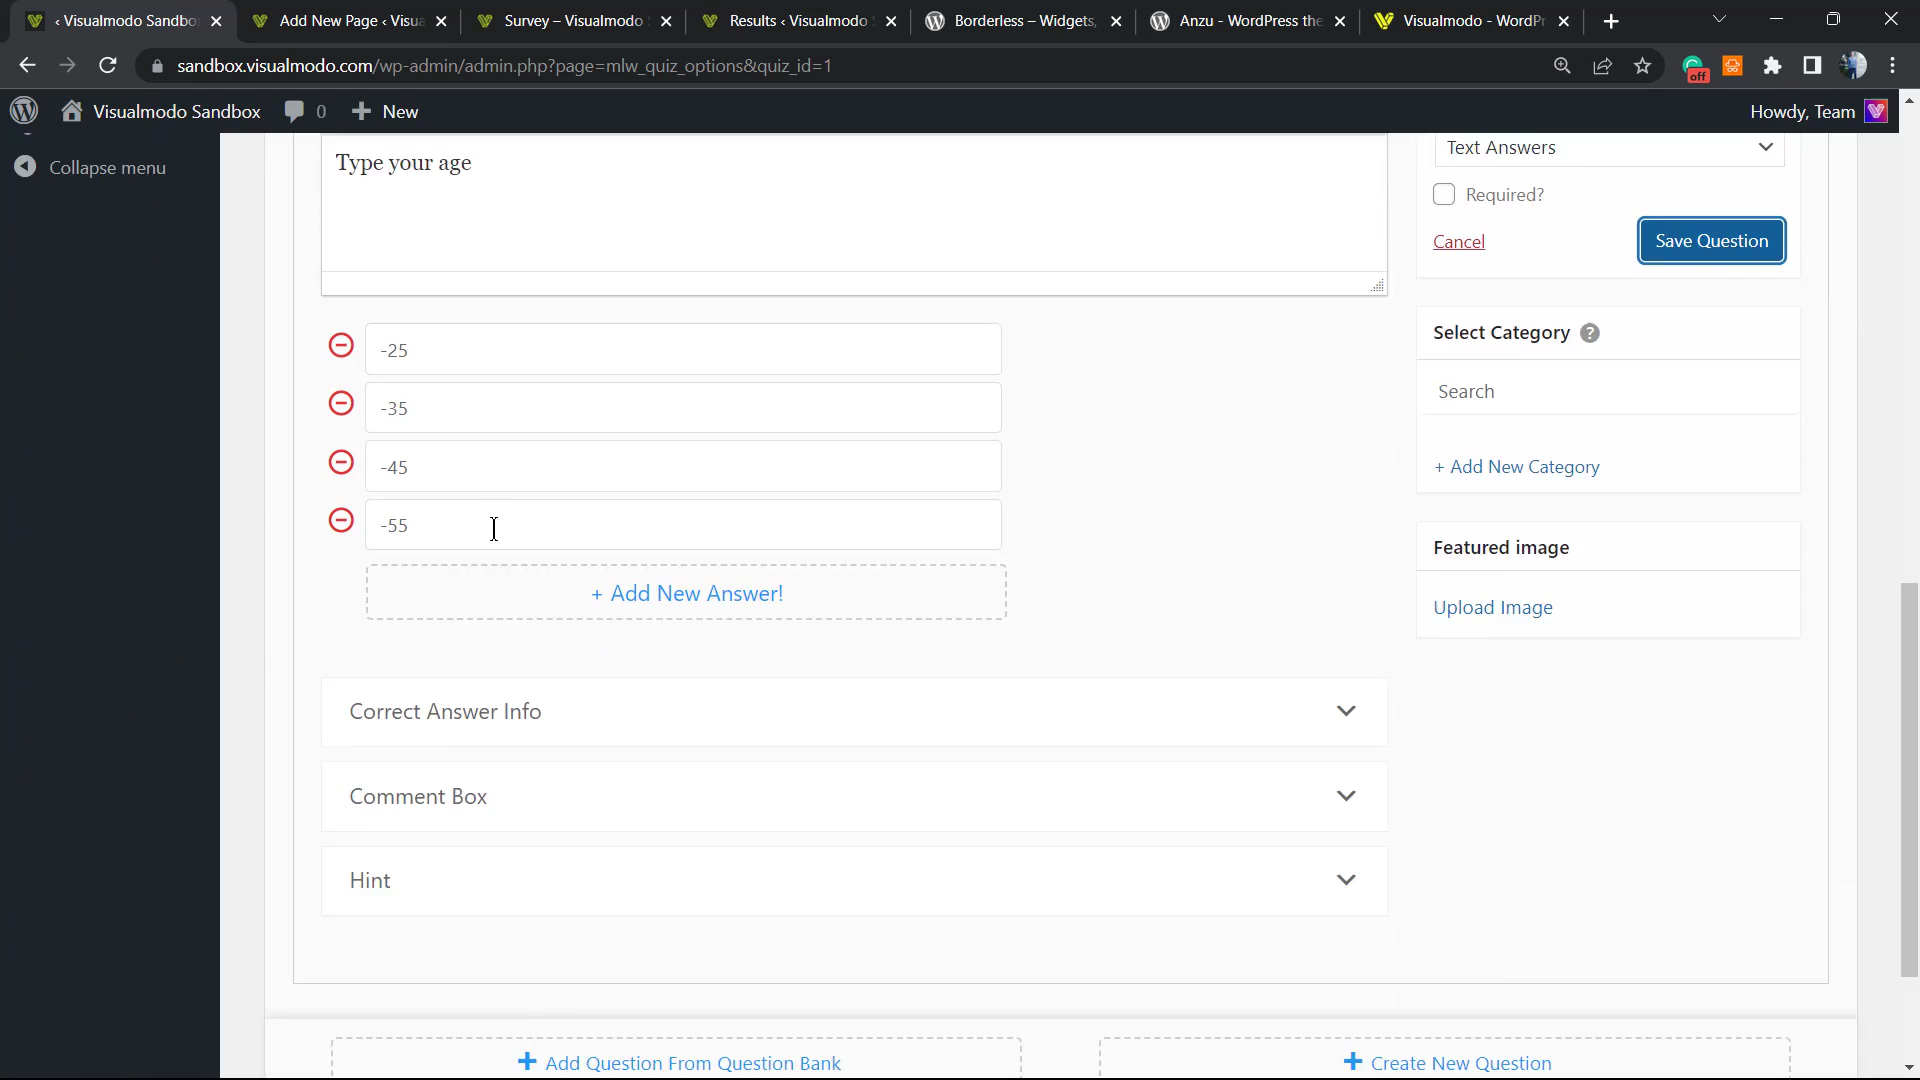 ‹ Visualmodo Sandbo
Add New Page ‹ Visua
Survey – Visualmodo
Results ‹ Visualmodo
Borderless – Widgets,
Anzu - WordPress the
Visualmodo - WordPr
sandbox.visualmodo.com/wp-admin/admin.php?page=mlw_quiz_options&quiz_id=1
off
Visualmodo Sandbox
0
+ New
Howdy, Team
Collapse menu
Type your age
Text Answers
Required?
Cancel
Save Question
-25
-35
-45
-55
+ Add New Answer!
Select Category ?
Search
+ Add New Category
Featured image
Upload Image
Correct Answer Info
Comment Box
Hint
+ Add Question From Question Bank
+ Create New Question